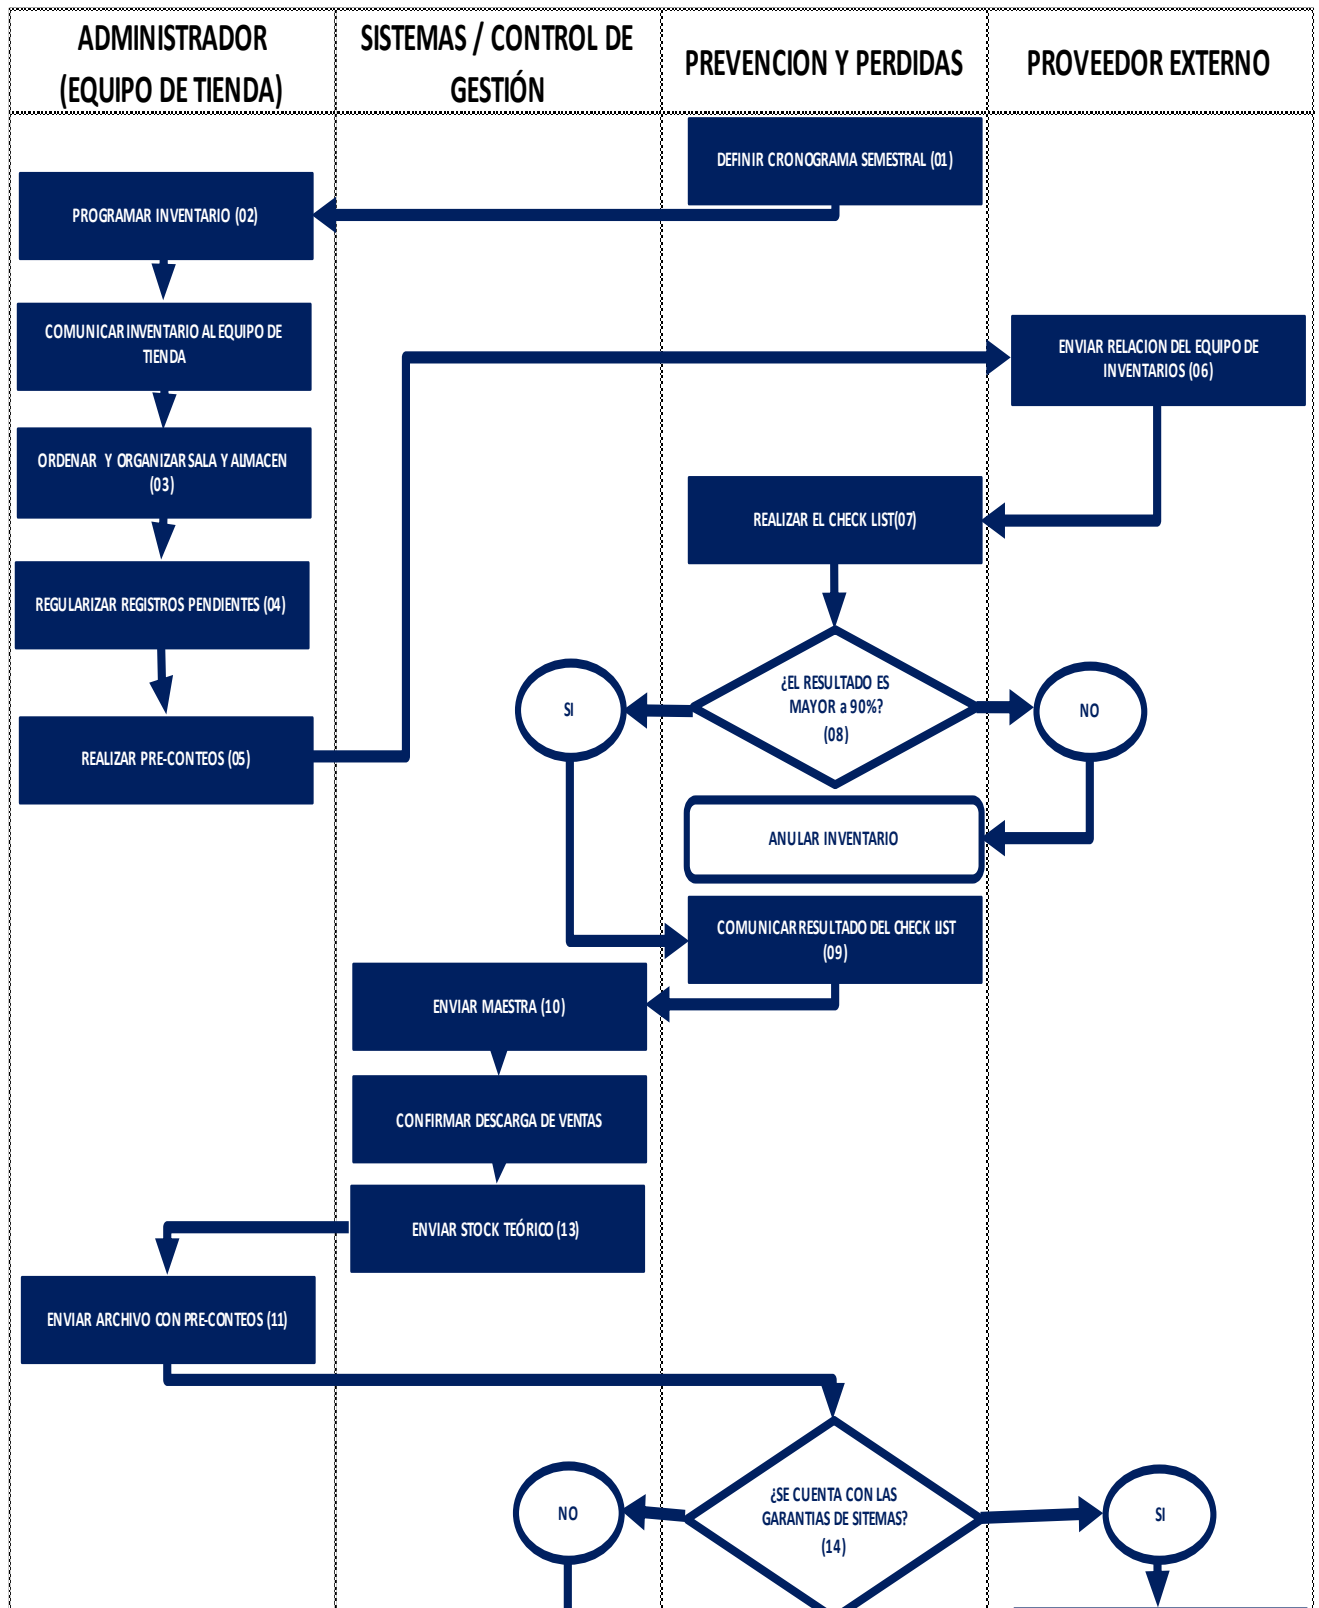 ADMINISTRADOR
(EQUIPO DE TIENDA)
SISTEMAS / CONTROL DE
GESTIÓN
PREVENCION Y PERDIDAS
PROVEEDOR EXTERNO
DEFINIR CRONOGRAMA SEMESTRAL (01)
PROGRAMAR INVENTARIO (02)
COMUNICAR INVENTARIO AL EQUIPO DE
TIENDA
ORDENAR Y ORGANIZAR SALA Y ALMACEN
(03)
REGULARIZAR REGISTROS PENDIENTES (04)
REALIZAR PRE-CONTEOS (05)
ENVIAR RELACION DEL EQUIPO DE
INVENTARIOS (06)
REALIZAR EL CHECK LIST(07)
¿EL RESULTADO ES
MAYOR a 90%?
(08)
SI
NO
ANULAR INVENTARIO
COMUNICAR RESULTADO DEL CHECK LIST
(09)
ENVIAR MAESTRA (10)
CONFIRMAR DESCARGA DE VENTAS
ENVIAR STOCK TEÓRICO (13)
ENVIAR ARCHIVO CON PRE-CONTEOS (11)
¿SE CUENTA CON LAS
GARANTIAS DE SITEMAS?
(14)
NO
SI